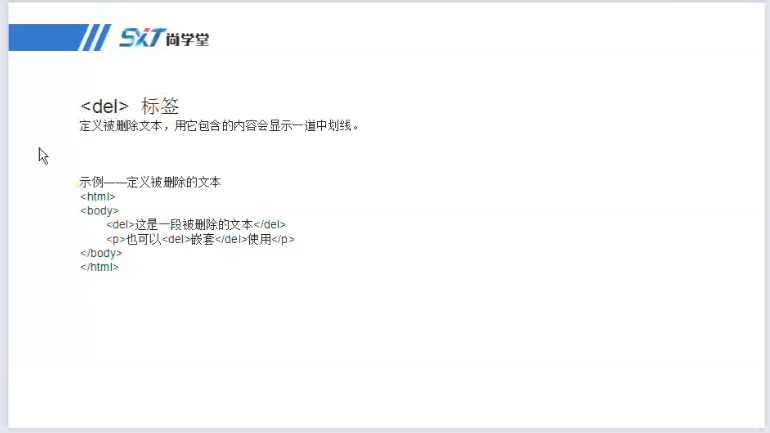 SXT尚学堂
<del> 标签
定义被删除文本，用它包含的内容会显示一道中划线。
示例——定义被删除的文本
<html>
<body>
<del>这是一段被删除的文本</del>
<p>也可以<del>嵌套</del>使用</p>
</body>
</html>